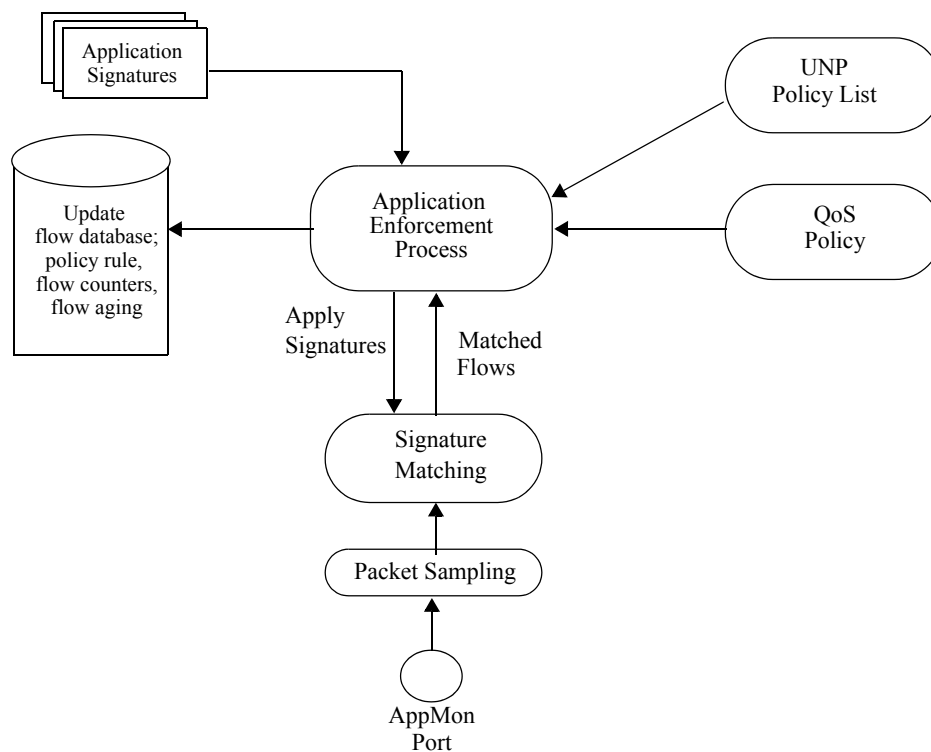 Application
Signatures
UNP
Policy List
Update
flow database;
policy rule,
flow counters,
flow aging
Application
Enforcement
Process
QoS
Policy
Apply
Signatures
Matched
Flows
Signature
Matching
Packet Sampling
AppMon
Port